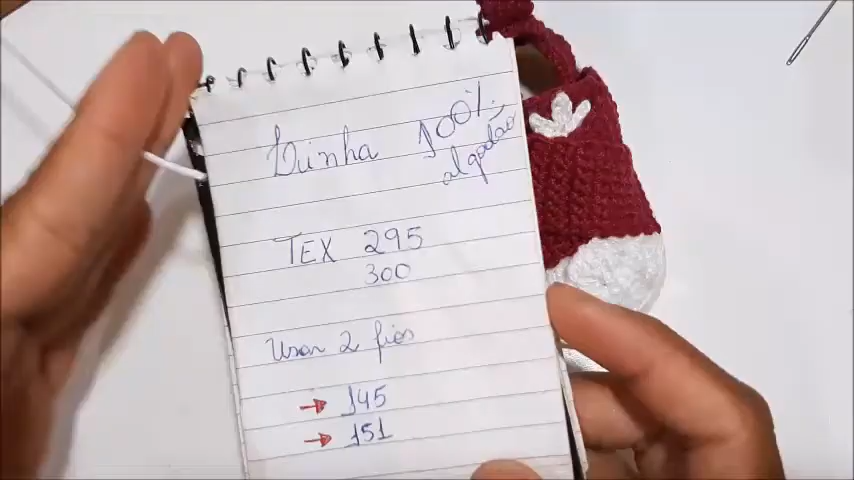 Linha 100%
algodão
TEX 295
300
Usar 2 fios
→ 145
→ 151